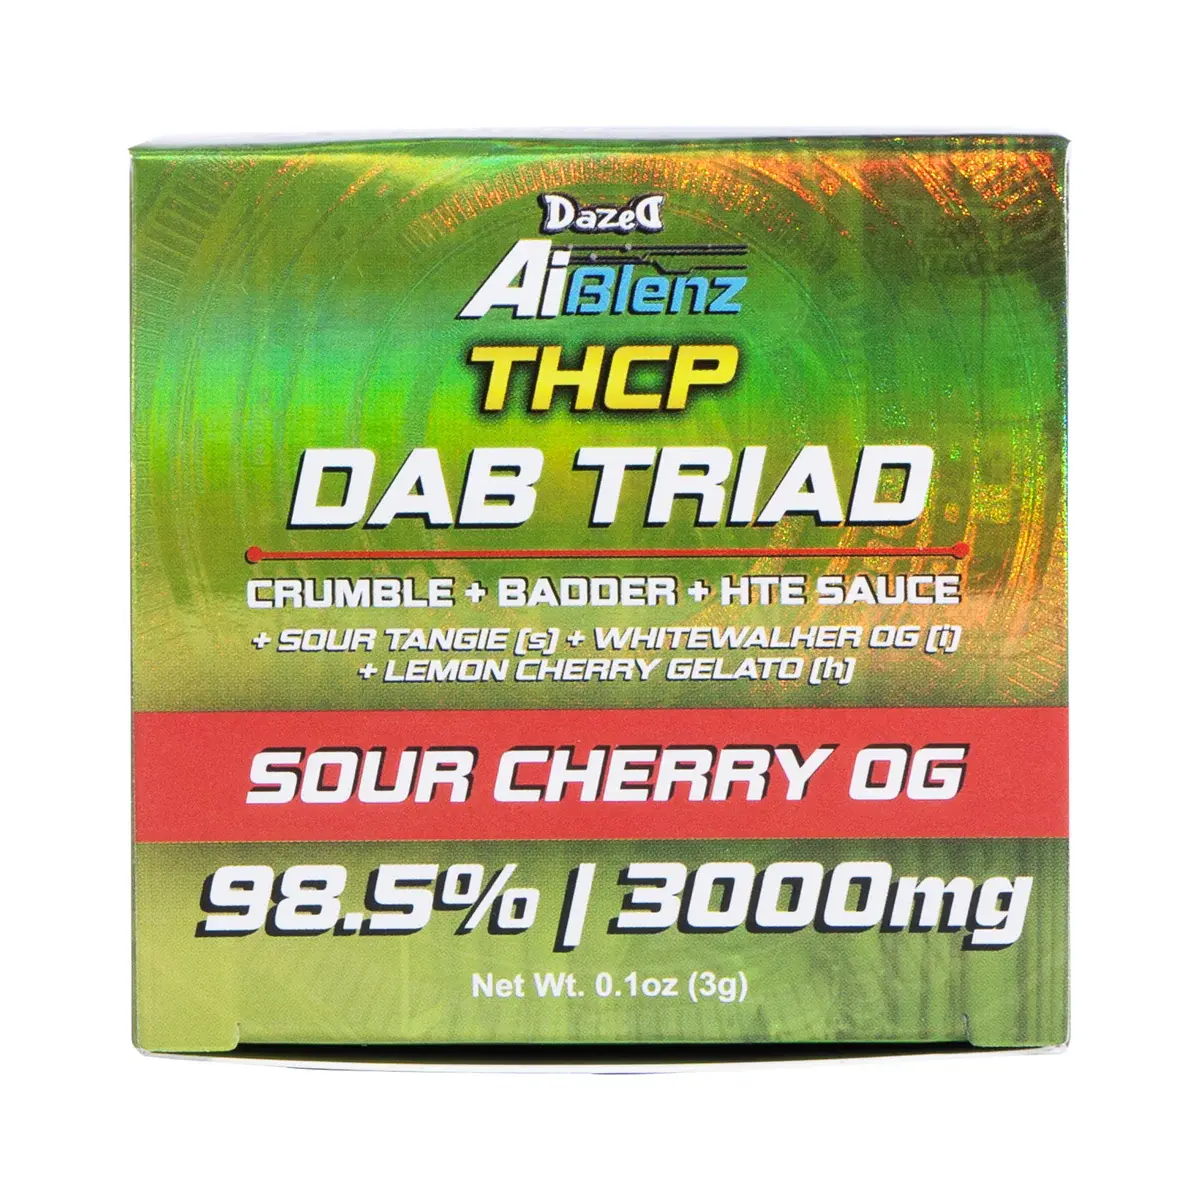 DazeD
AiBlenz
THCP
DAB TRIAD
CRUMBLE + BADDER + HTE SAUCE
+ SOUR TANGIE (s) + WHITEWALKER OG (i)
+ LEMON CHERRY GELATO (h)
SOUR CHERRY OG
98.5% | 3000mg
Net Wt. 0.1oz (3g)